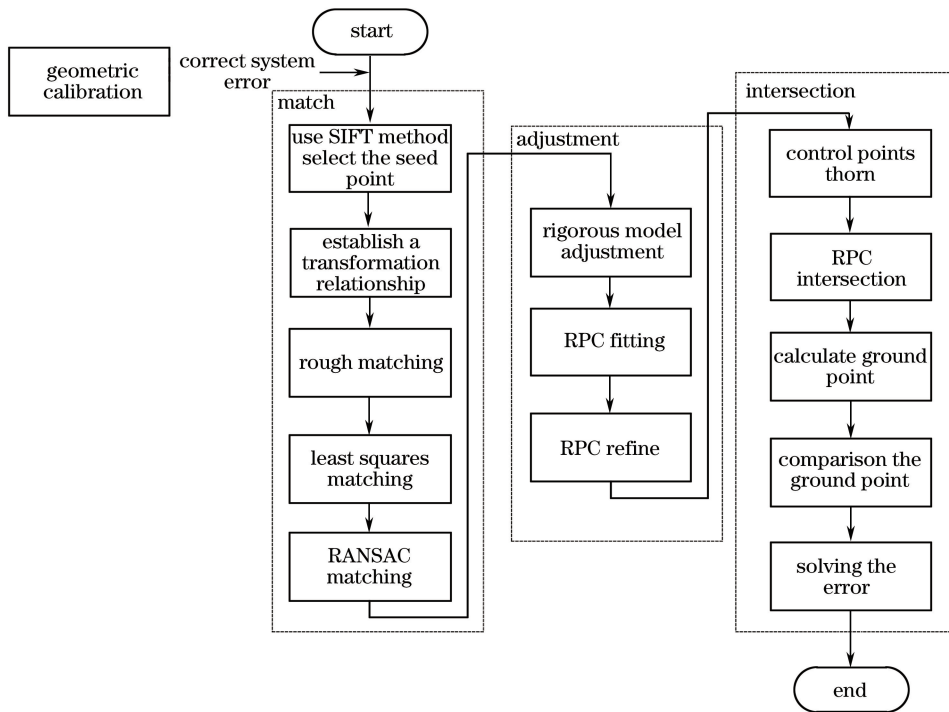 start
geometric
calibration
correct system
error
match
use SIFT method
select the seed
point
establish a
transformation
relationship
rough matching
least squares
matching
RANSAC
matching
adjustment
rigorous model
adjustment
RPC fitting
RPC refine
intersection
control points
thorn
RPC
intersection
calculate ground
point
comparison the
ground point
solving the
error
end